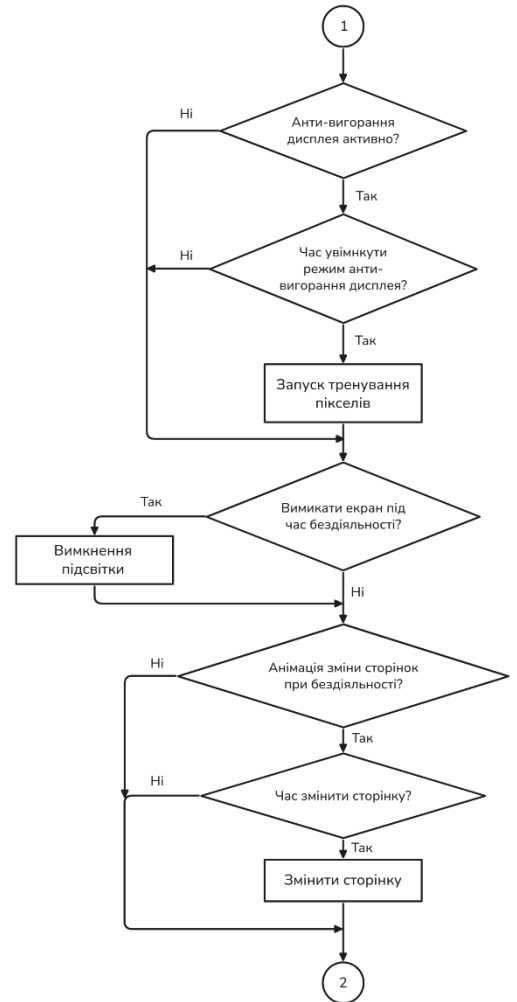 1
Ні
Анти-вигорання
дисплея активно?
Так
Ні
Час увімнкути
режим анти-
вигорання дисплея?
Так
Запуск тренування
пікселів
Так
Вимикати екран під
час бездіяльності?
Вимкнення
підсвітки
Ні
Ні
Анімація зміни сторінок
при бездіяльності?
Так
Ні
Час змінити сторінку?
Так
Змінити сторінку
2